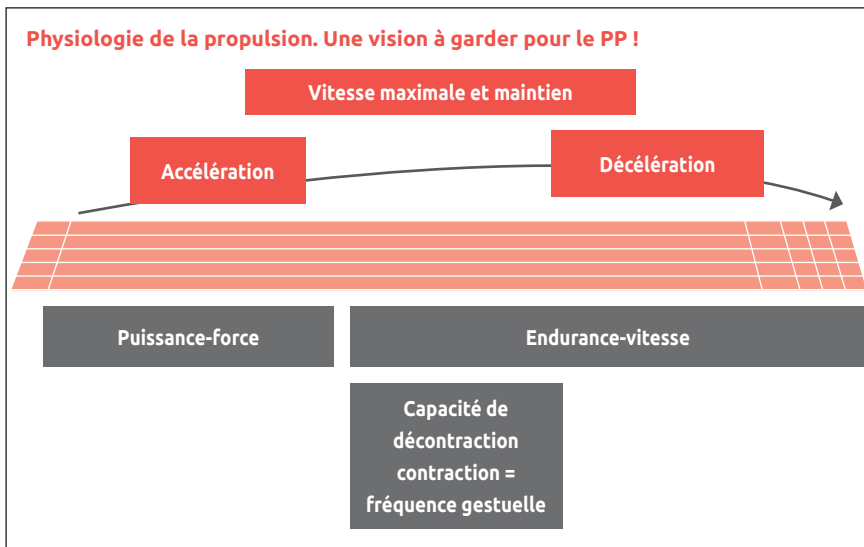 Physiologie de la propulsion. Une vision à garder pour le PP !
Vitesse maximale et maintien
Accélération
Décélération
Puissance-force
Endurance-vitesse
Capacité de
décontraction
contraction =
fréquence gestuelle